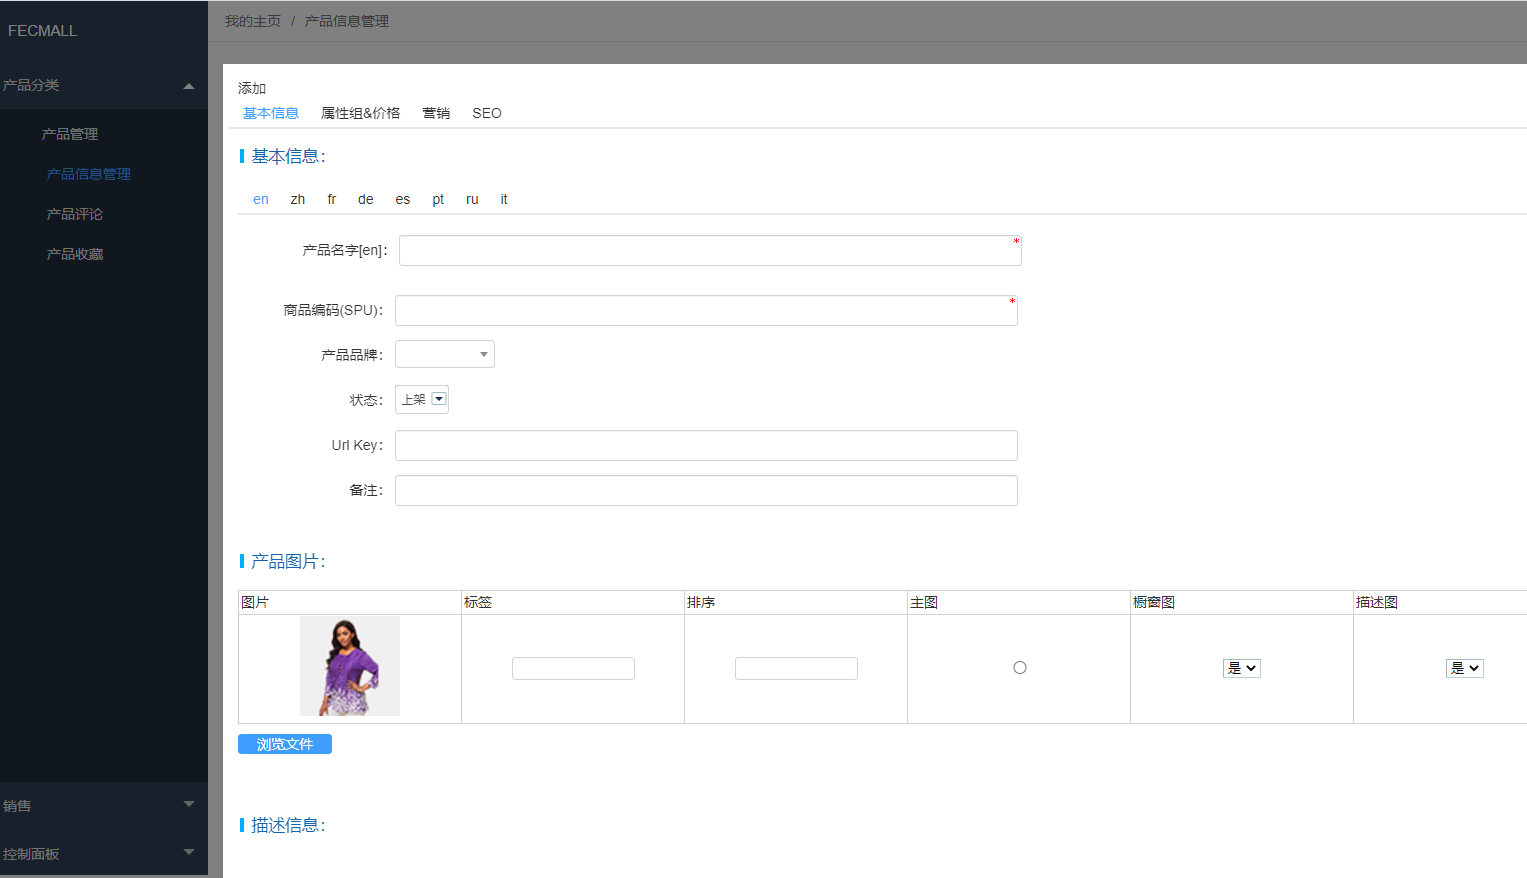 FECMALL
产品分类
产品管理
产品信息管理
产品评论
产品收藏
销售
控制面板
我的主页 / 产品信息管理
添加
基本信息 属性组&价格 营销 SEO
基本信息：
en zh fr de es pt ru it
产品名字[en]： *
商品编码(SPU)： *
产品品牌：
状态： 上架
Url Key：
备注：
产品图片：
图片 标签 排序 主图 橱窗图 描述图
是 是
浏览文件
描述信息：